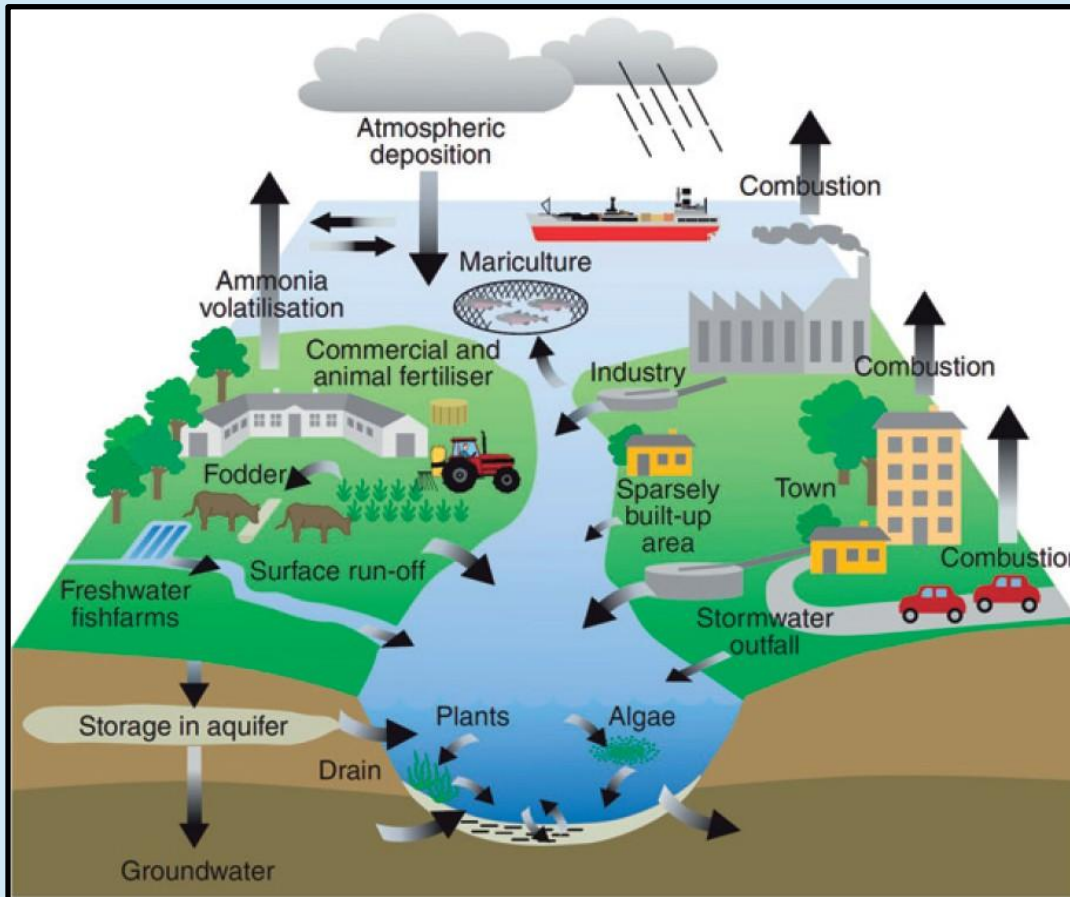 Atmospheric
deposition
Combustion
Mariculture
Ammonia
volatilisation
Commercial and
animal fertiliser
Industry
Combustion
Fodder
Sparsely
built-up
area
Town
Surface run-off
Combustion
Freshwater
fishfarms
Stormwater
outfall
Storage in aquifer
Plants
Algae
Drain
Groundwater